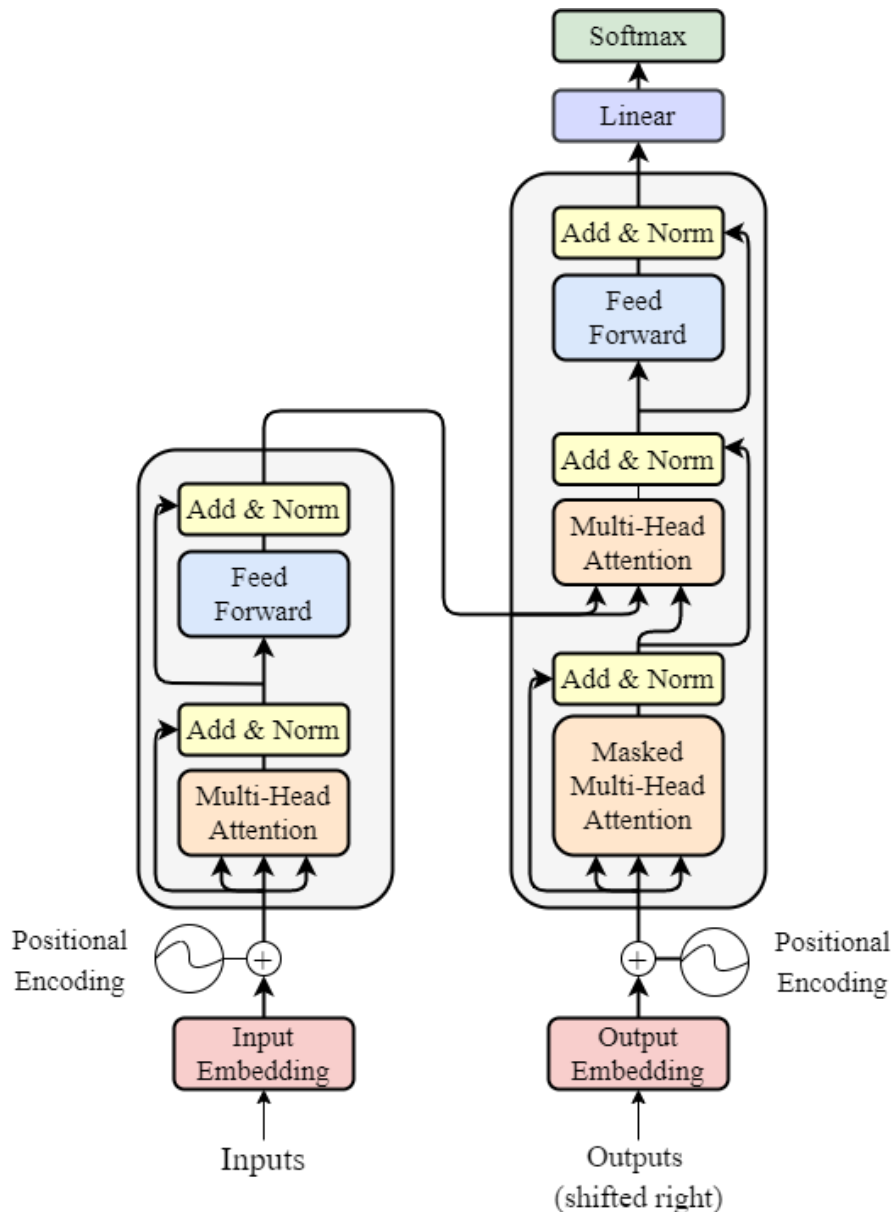 Softmax
Linear
Add & Norm
Feed
Forward
Add & Norm
Multi-Head
Attention
Add & Norm
Masked
Multi-Head
Attention
Add & Norm
Feed
Forward
Add & Norm
Multi-Head
Attention
Positional
Encoding
Positional
Encoding
Input
Embedding
Output
Embedding
Inputs
Outputs
(shifted right)